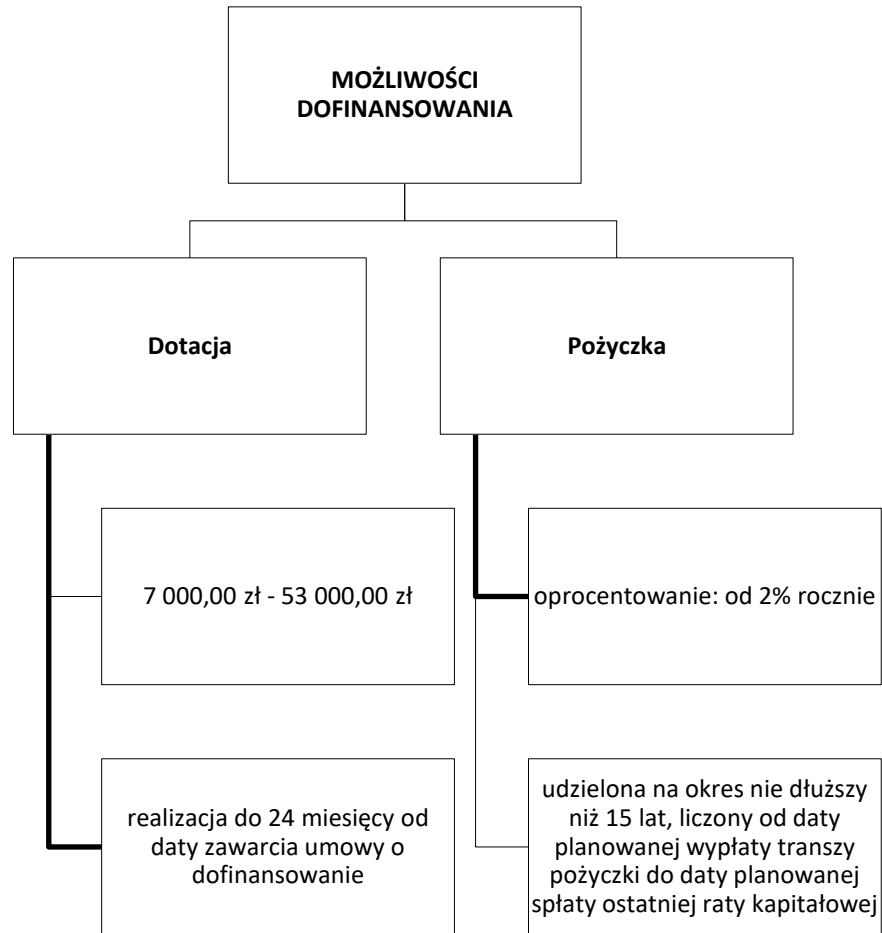 MOŻLIWOŚCI
DOFINANSOWANIA
Dotacja
Pożyczka
7 000,00 zł - 53 000,00 zł
oprocentowanie: od 2% rocznie
realizacja do 24 miesięcy od
daty zawarcia umowy o
dofinansowanie
udzielona na okres nie dłuższy
niż 15 lat, liczony od daty
planowanej wypłaty transzy
pożyczki do daty planowanej
spłaty ostatniej raty kapitałowej